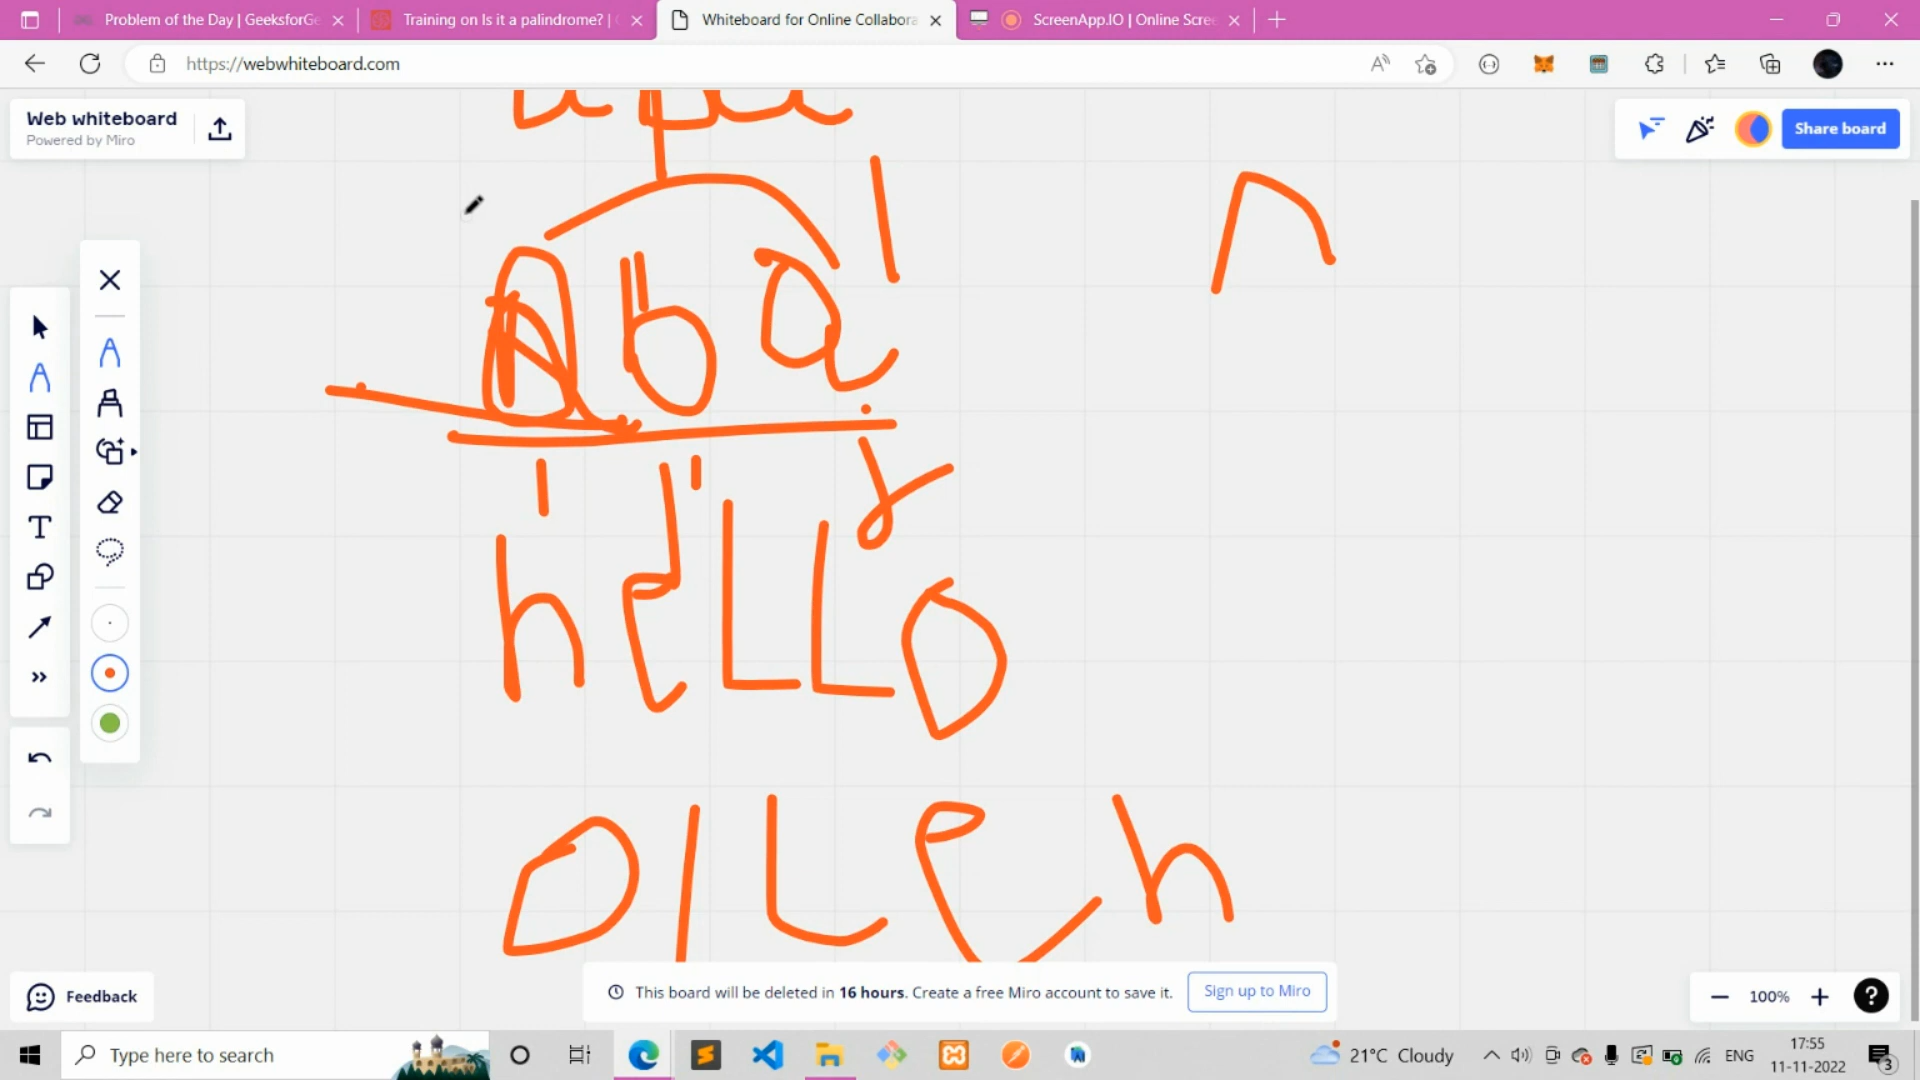 Problem of the Day | GeeksforGe
Training on Is it a palindrome? |
Whiteboard for Online Collabora
ScreenApp.IO | Online Scree
https://webwhiteboard.com
Web whiteboard
Powered by Miro
Share board
Aba
heLLo
olLeh
T
Feedback
This board will be deleted in 16 hours. Create a free Miro account to save it.
Sign up to Miro
100%
?
Type here to search
21°C Cloudy
ENG
17:55
11-11-2022
3